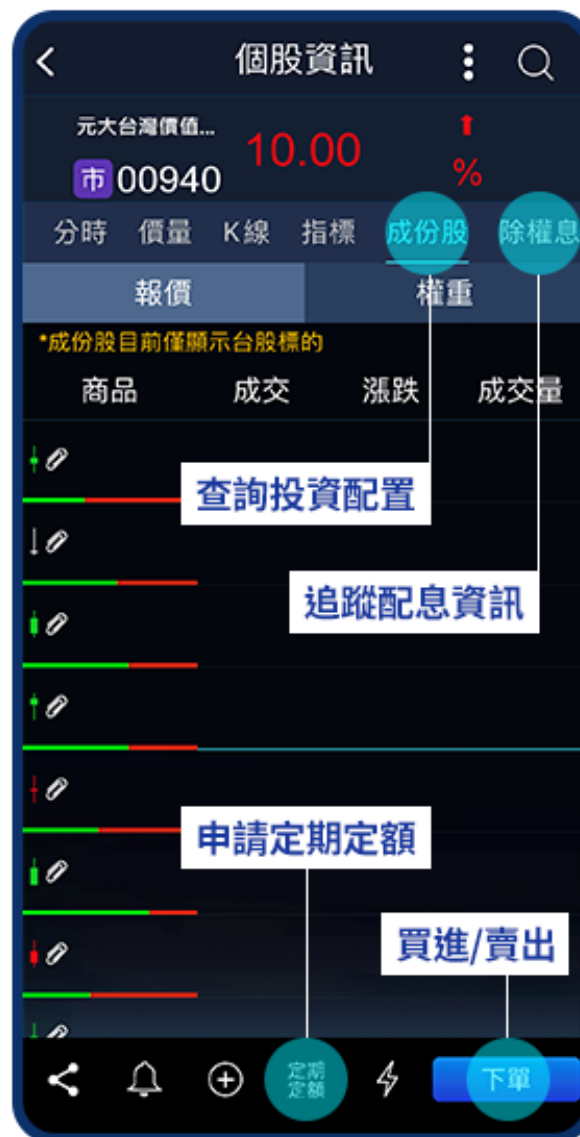 個股資訊
元大台灣價值...
10.00
市 00940
%
分時 價量 K線 指標 成份股 除權息
報價 權重
*成份股目前僅顯示台股標的
商品 成交 漲跌 成交量
查詢投資配置
追蹤配息資訊
申請定期定額
買進/賣出
定期
定額
下單